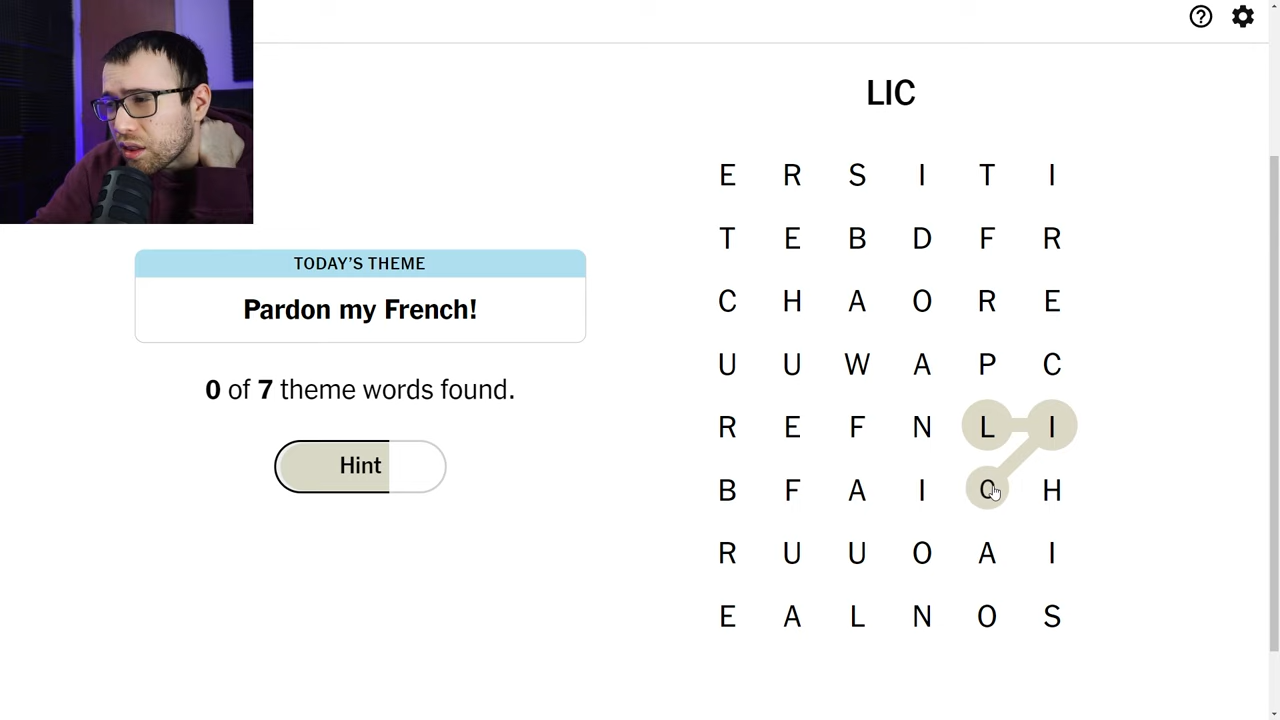 LIC
E R S I T I
TODAY'S THEME
T E B D F R
Pardon my French!
C H A O R E
0 of 7 theme words found.
U U W A P C
Hint
R E F N L I
B F A I C H
R U U O A I
E A L N O S